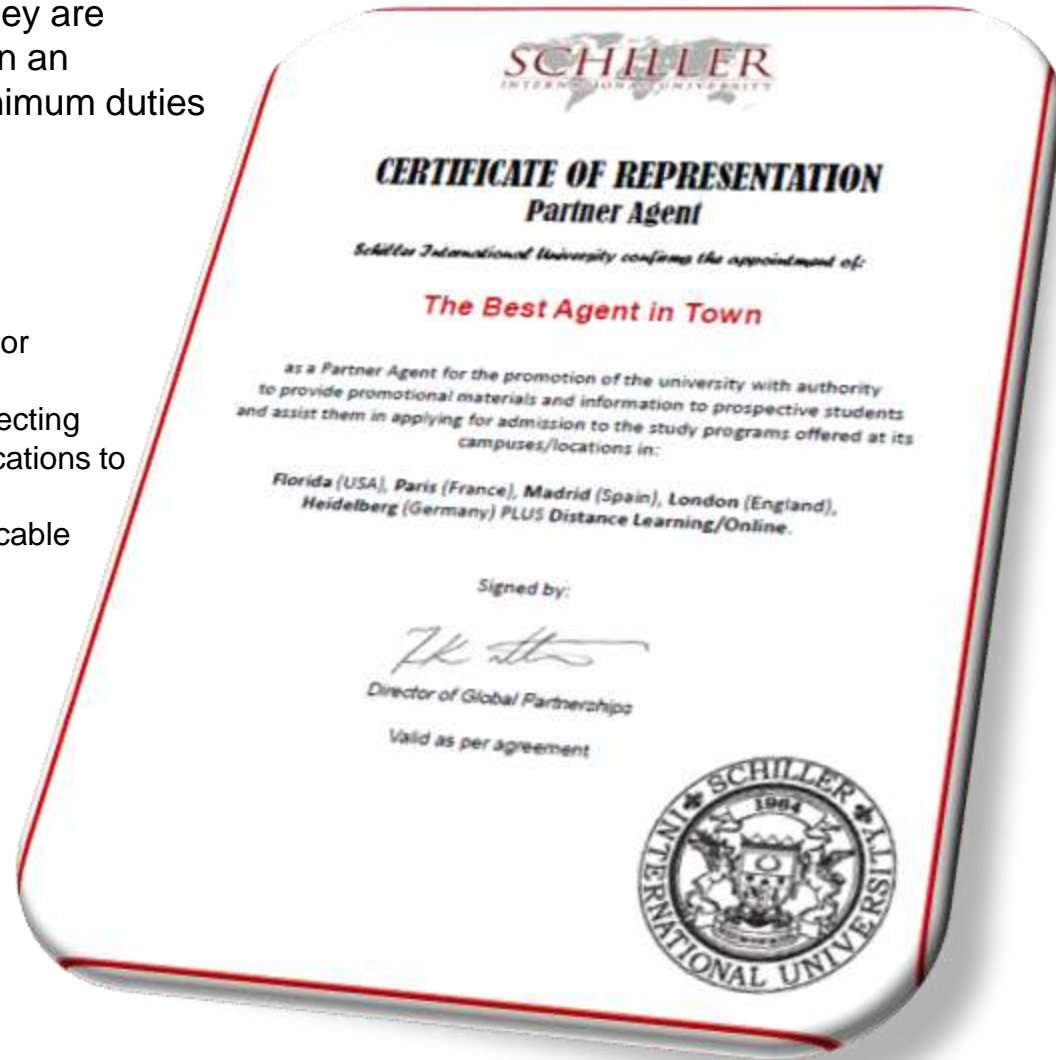 ey are
n an
nimum duties
or
ecting
cations to
cable
SCHILLER
INTERNATIONAL UNIVERSITY
CERTIFICATE OF REPRESENTATION
Partner Agent
Schiller International University confirms the appointment of:
The Best Agent in Town
as a Partner Agent for the promotion of the university with authority
to provide promotional materials and information to prospective students
and assist them in applying for admission to the study programs offered at its
campuses/locations in:
Florida (USA), Paris (France), Madrid (Spain), London (England),
Heidelberg (Germany) PLUS Distance Learning/Online.
Signed by:
Director of Global Partnerships
Valid as per agreement
SCHILLER INTERNATIONAL UNIVERSITY
1964